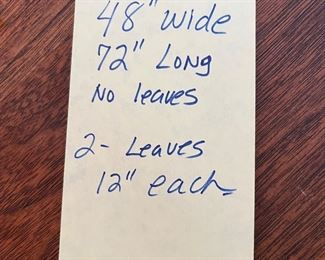 48" wide
72" Long
No leaves
2- Leaves
12" each